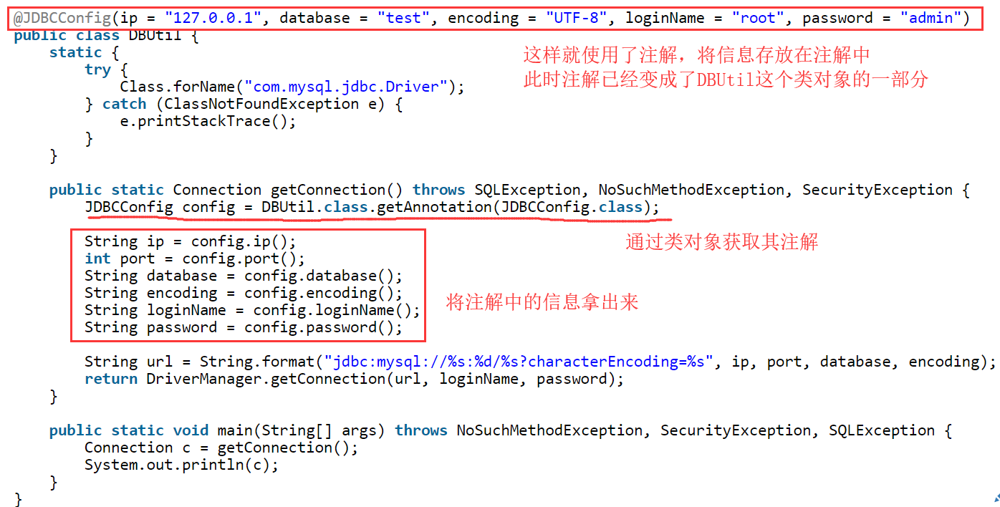 @JDBCConfig(ip = "127.0.0.1", database = "test", encoding = "UTF-8", loginName = "root", password = "admin")
public class DBUtil {
static {
这样就使用了注解，将信息存放在注解中
try {
此时注解已经变成了DBUtil这个类对象的一部分
Class.forName("com.mysql.jdbc.Driver");
} catch (ClassNotFoundException e) {
e.printStackTrace();
}
}
public static Connection getConnection() throws SQLException, NoSuchMethodException, SecurityException {
JDBCConfig config = DBUtil.class.getAnnotation(JDBCConfig.class);
通过类对象获取其注解
String ip = config.ip();
int port = config.port();
String database = config.database();
String encoding = config.encoding();
将注解中的信息拿出来
String loginName = config.loginName();
String password = config.password();
String url = String.format("jdbc:mysql://%s:%d/%s?characterEncoding=%s", ip, port, database, encoding);
return DriverManager.getConnection(url, loginName, password);
}
public static void main(String[] args) throws NoSuchMethodException, SecurityException, SQLException {
Connection c = getConnection();
System.out.println(c);
}
}